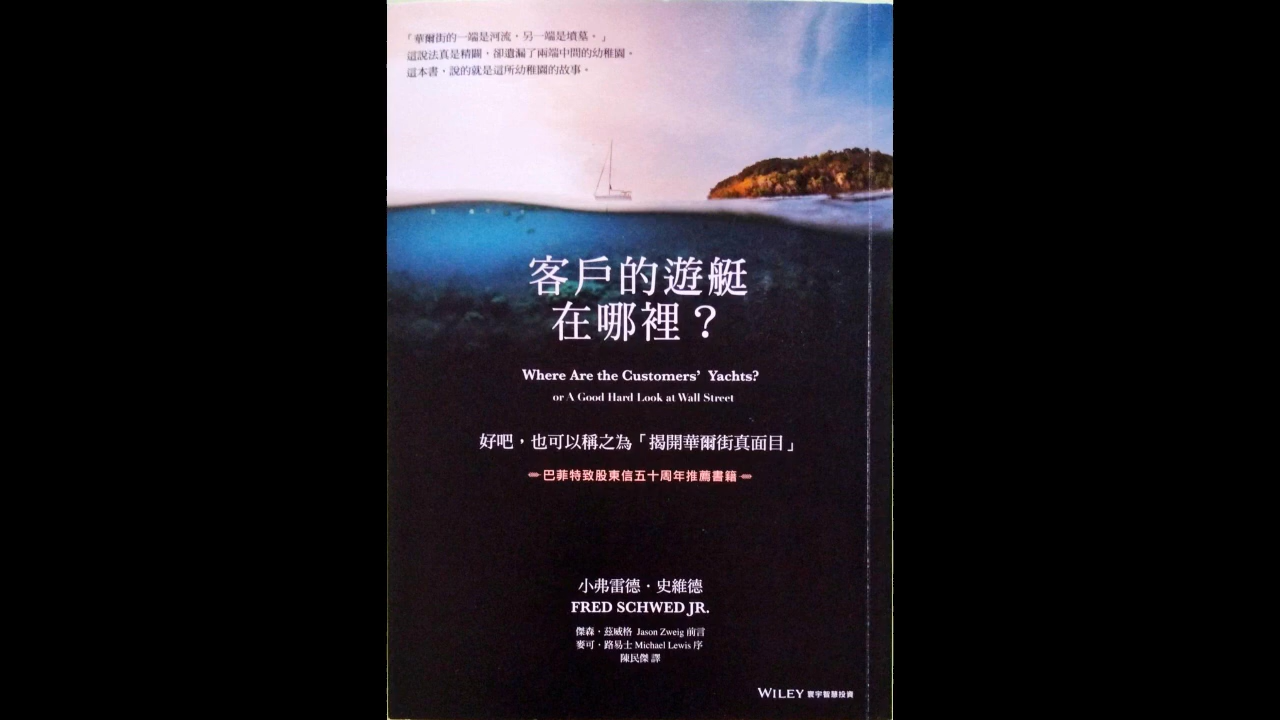 「華爾街的一端是河流，另一端是墳墓。」
這說法真是精闢，卻遺漏了兩端中間的幼稚園。
這本書，說的就是這所幼稚園的故事。
客戶的遊艇
在哪裡？
Where Are the Customers’ Yachts?
or A Good Hard Look at Wall Street
好吧，也可以稱之為「揭開華爾街真面目」
巴菲特致股東信五十周年推薦書籍
小弗雷德·史維德
FRED SCHWED JR.
傑森·茲威格 Jason Zweig 前言
麥可·路易士 Michael Lewis 序
陳民傑 譯
WILEY 寰宇智慧投資